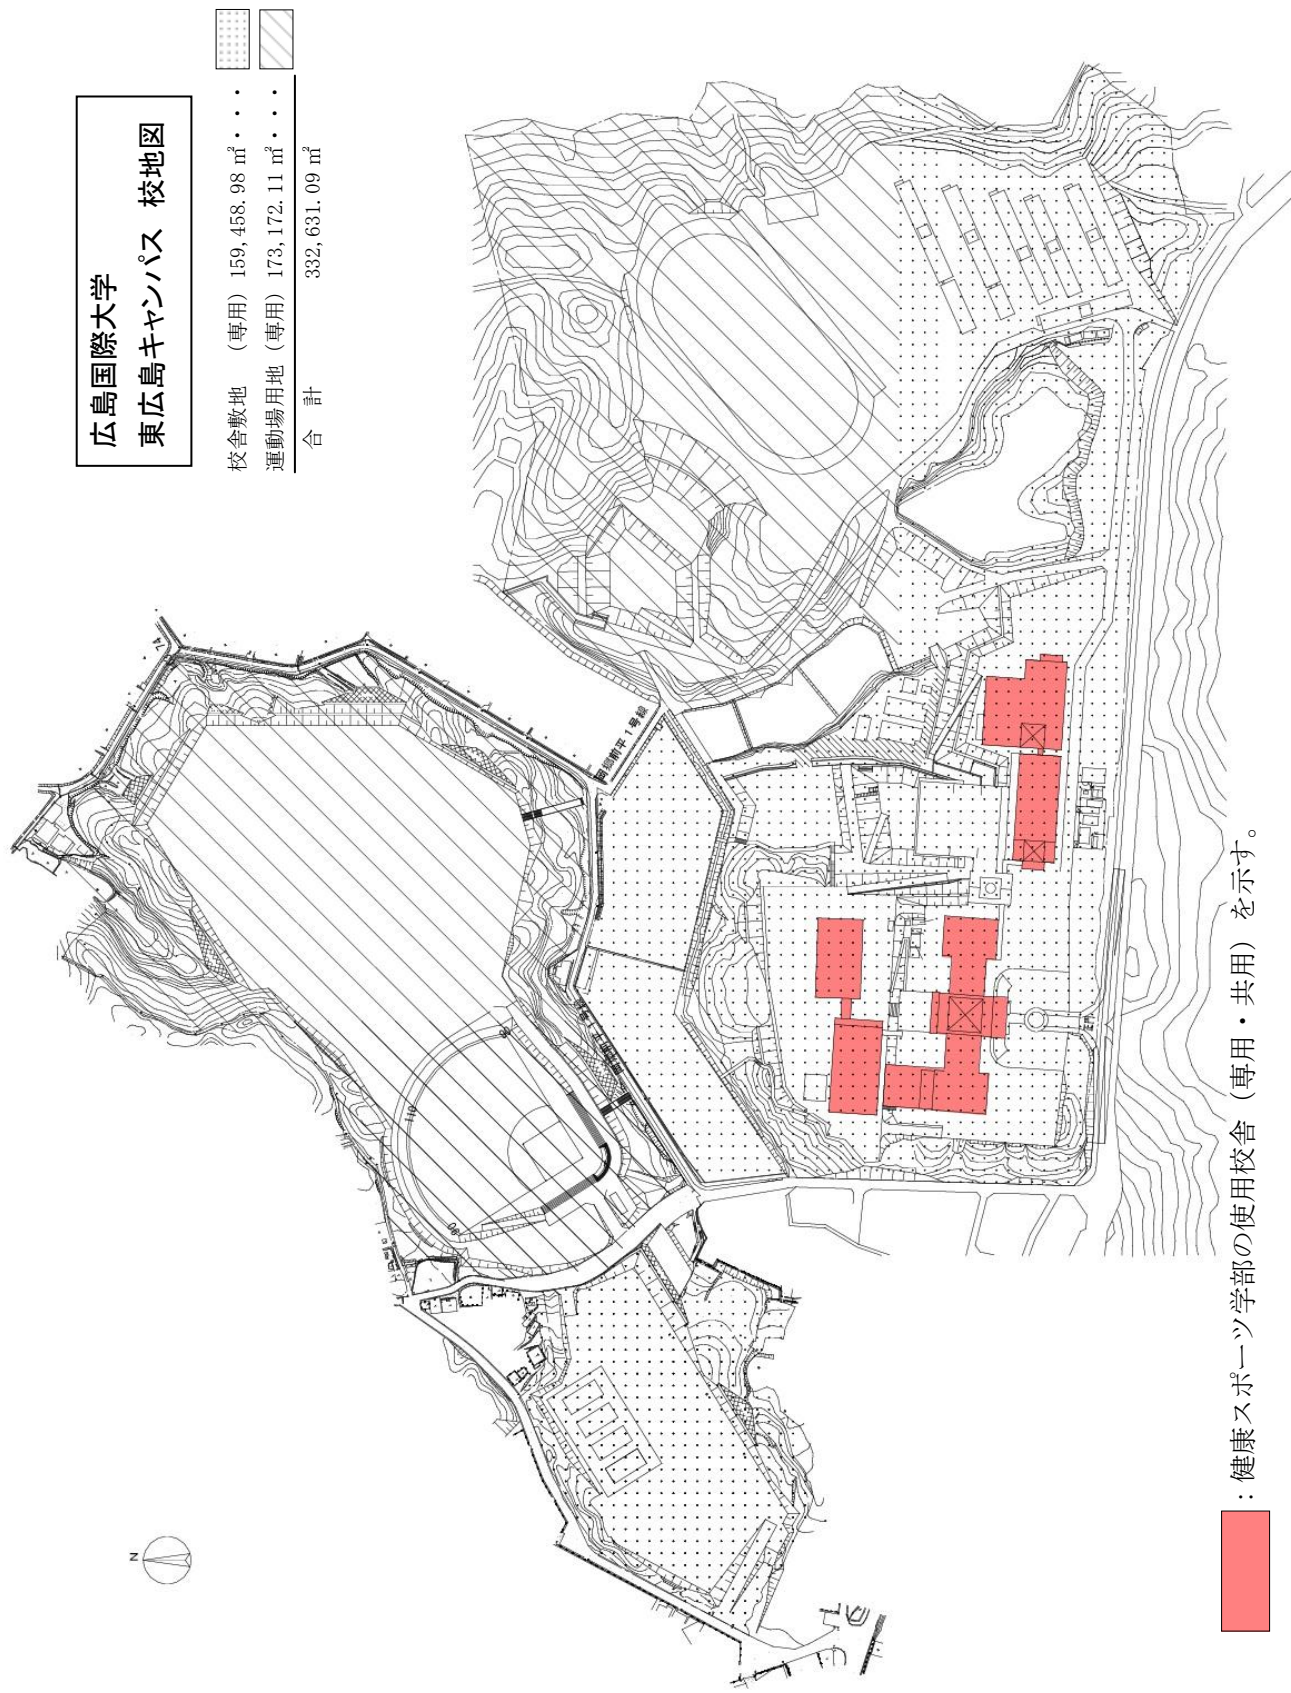 広島国際大学
東広島キャンパス 校地図
校舎敷地 (専用) 159,458.98 ㎡・・・
運動場用地 (専用) 173,172.11 ㎡・・・
合 計 332,631.09 ㎡
N
110
90
:健康スポーツ学部の使用校舎(専用・共用)を示す。